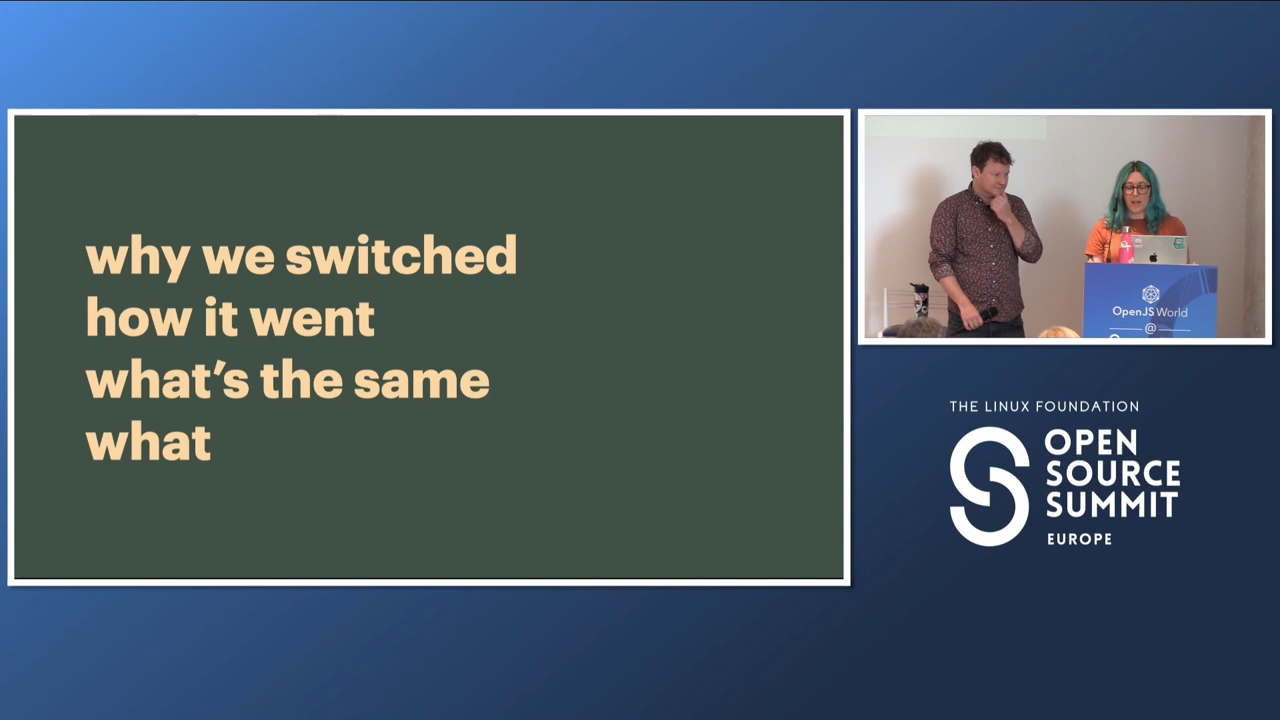 why we switched
how it went
what's the same
what
OpenJS World
@
THE LINUX FOUNDATION
OPEN
SOURCE
SUMMIT
EUROPE